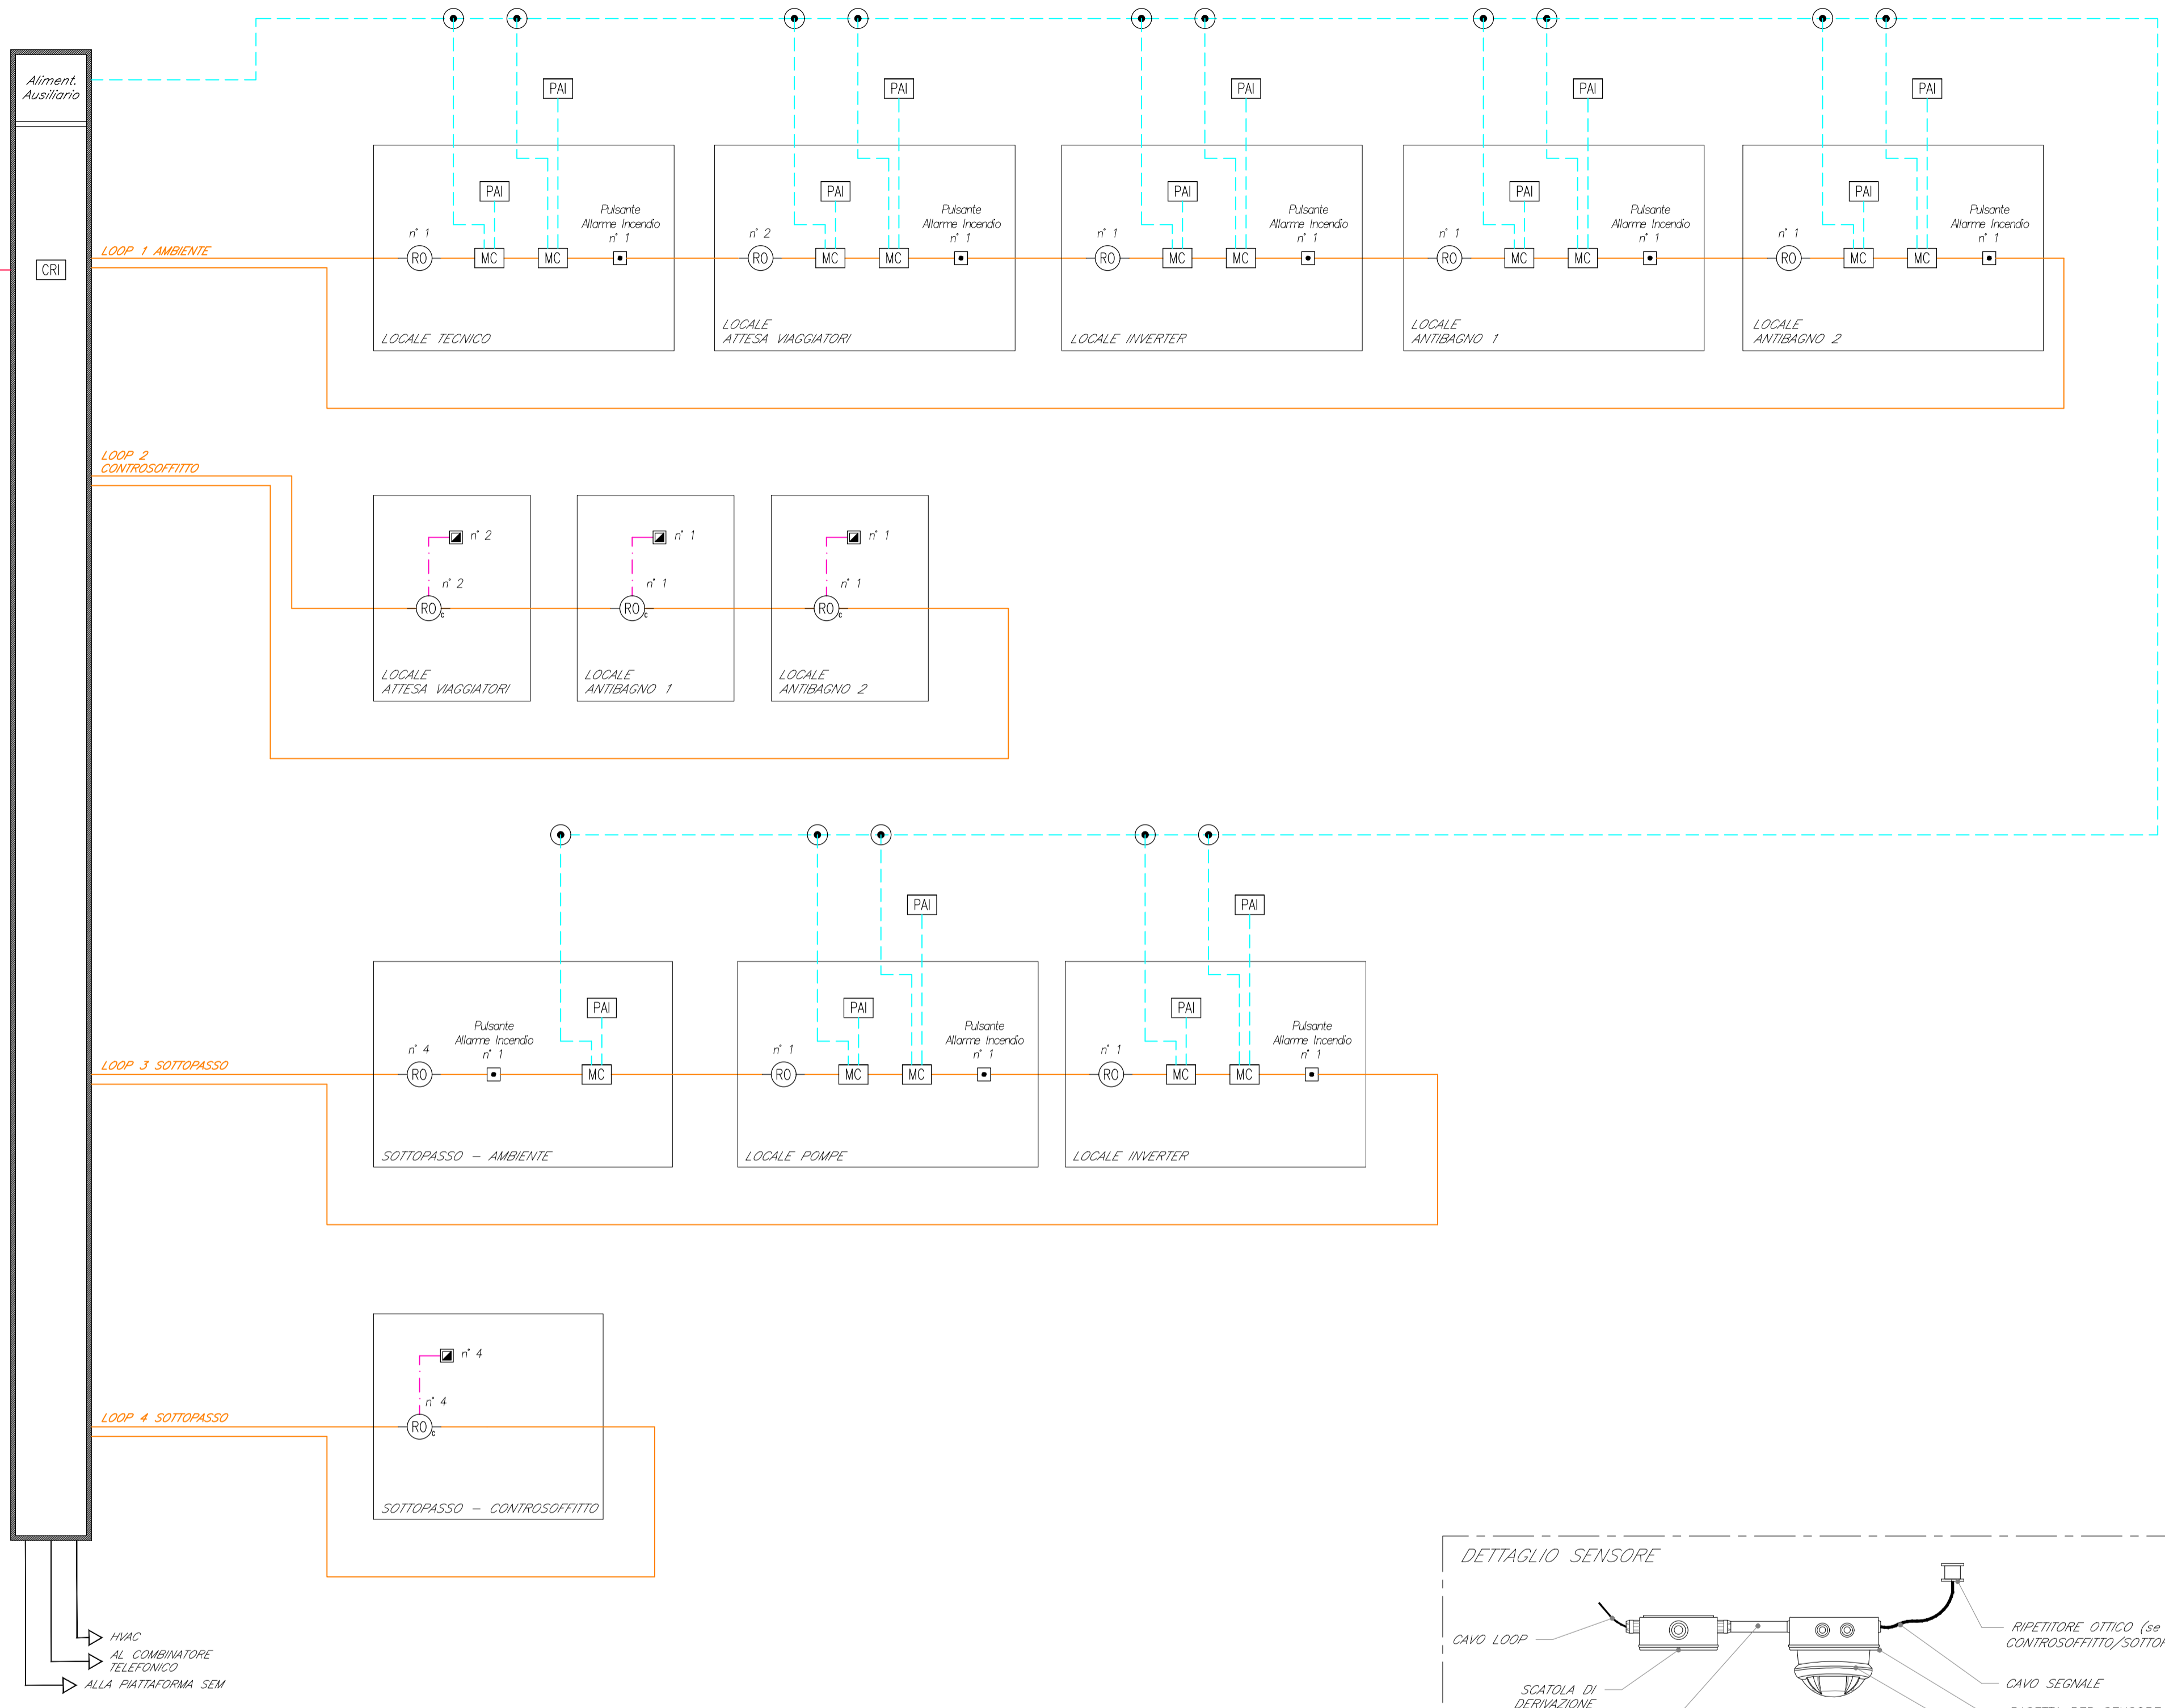 Aliment.
Ausiliario
CRI
LOOP 1 AMBIENTE
PAI
PAI
PAI
PAI
PAI
n° 1
RO
PAI
MC
MC
Pulsante
Allarme Incendio
n° 1
LOCALE TECNICO
n° 2
RO
PAI
MC
MC
Pulsante
Allarme Incendio
n° 1
LOCALE
ATTESA VIAGGIATORI
n° 1
RO
PAI
MC
MC
Pulsante
Allarme Incendio
n° 1
LOCALE INVERTER
n° 1
RO
PAI
MC
MC
Pulsante
Allarme Incendio
n° 1
LOCALE
ANTIBAGNO 1
n° 1
RO
PAI
MC
MC
Pulsante
Allarme Incendio
n° 1
LOCALE
ANTIBAGNO 2
LOOP 2
CONTROSOFFITTO
n° 2
n° 2
RO
c
LOCALE
ATTESA VIAGGIATORI
n° 1
n° 1
RO
c
LOCALE
ANTIBAGNO 1
n° 1
n° 1
RO
c
LOCALE
ANTIBAGNO 2
LOOP 3 SOTTOPASSO
n° 4
RO
Pulsante
Allarme Incendio
n° 1
PAI
MC
SOTTOPASSO - AMBIENTE
PAI
n° 1
RO
PAI
MC
MC
Pulsante
Allarme Incendio
n° 1
LOCALE POMPE
PAI
n° 1
RO
PAI
MC
MC
Pulsante
Allarme Incendio
n° 1
LOCALE INVERTER
LOOP 4 SOTTOPASSO
n° 4
n° 4
RO
c
SOTTOPASSO - CONTROSOFFITTO
HVAC
AL COMBINATORE
TELEFONICO
ALLA PIATTAFORMA SEM
DETTAGLIO SENSORE
CAVO LOOP
SCATOLA DI
DERIVAZIONE
RIPETITORE OTTICO (se
CAVO SEGNALE